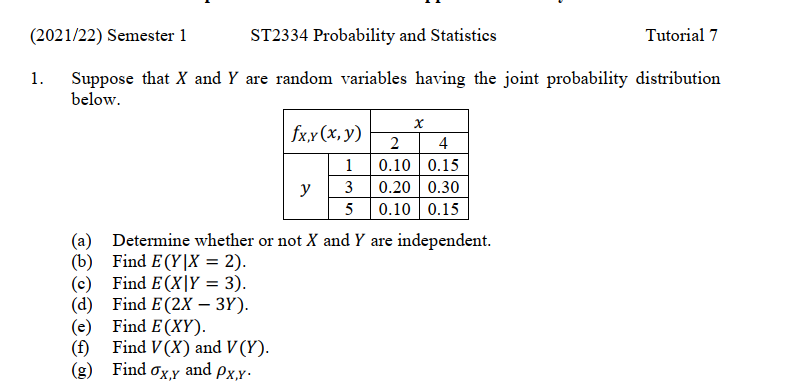 (2021/22) Semester 1 ST2334 Probability and Statistics Tutorial 7
1. Suppose that X and Y are random variables having the joint probability distribution
below.
f_{X,Y}(x, y) x
2 4
1 0.10 0.15
y 3 0.20 0.30
5 0.10 0.15
(a) Determine whether or not X and Y are independent.
(b) Find E(Y|X = 2).
(c) Find E(X|Y = 3).
(d) Find E(2X − 3Y).
(e) Find E(XY).
(f) Find V(X) and V(Y).
(g) Find σ_{X,Y} and ρ_{X,Y}.